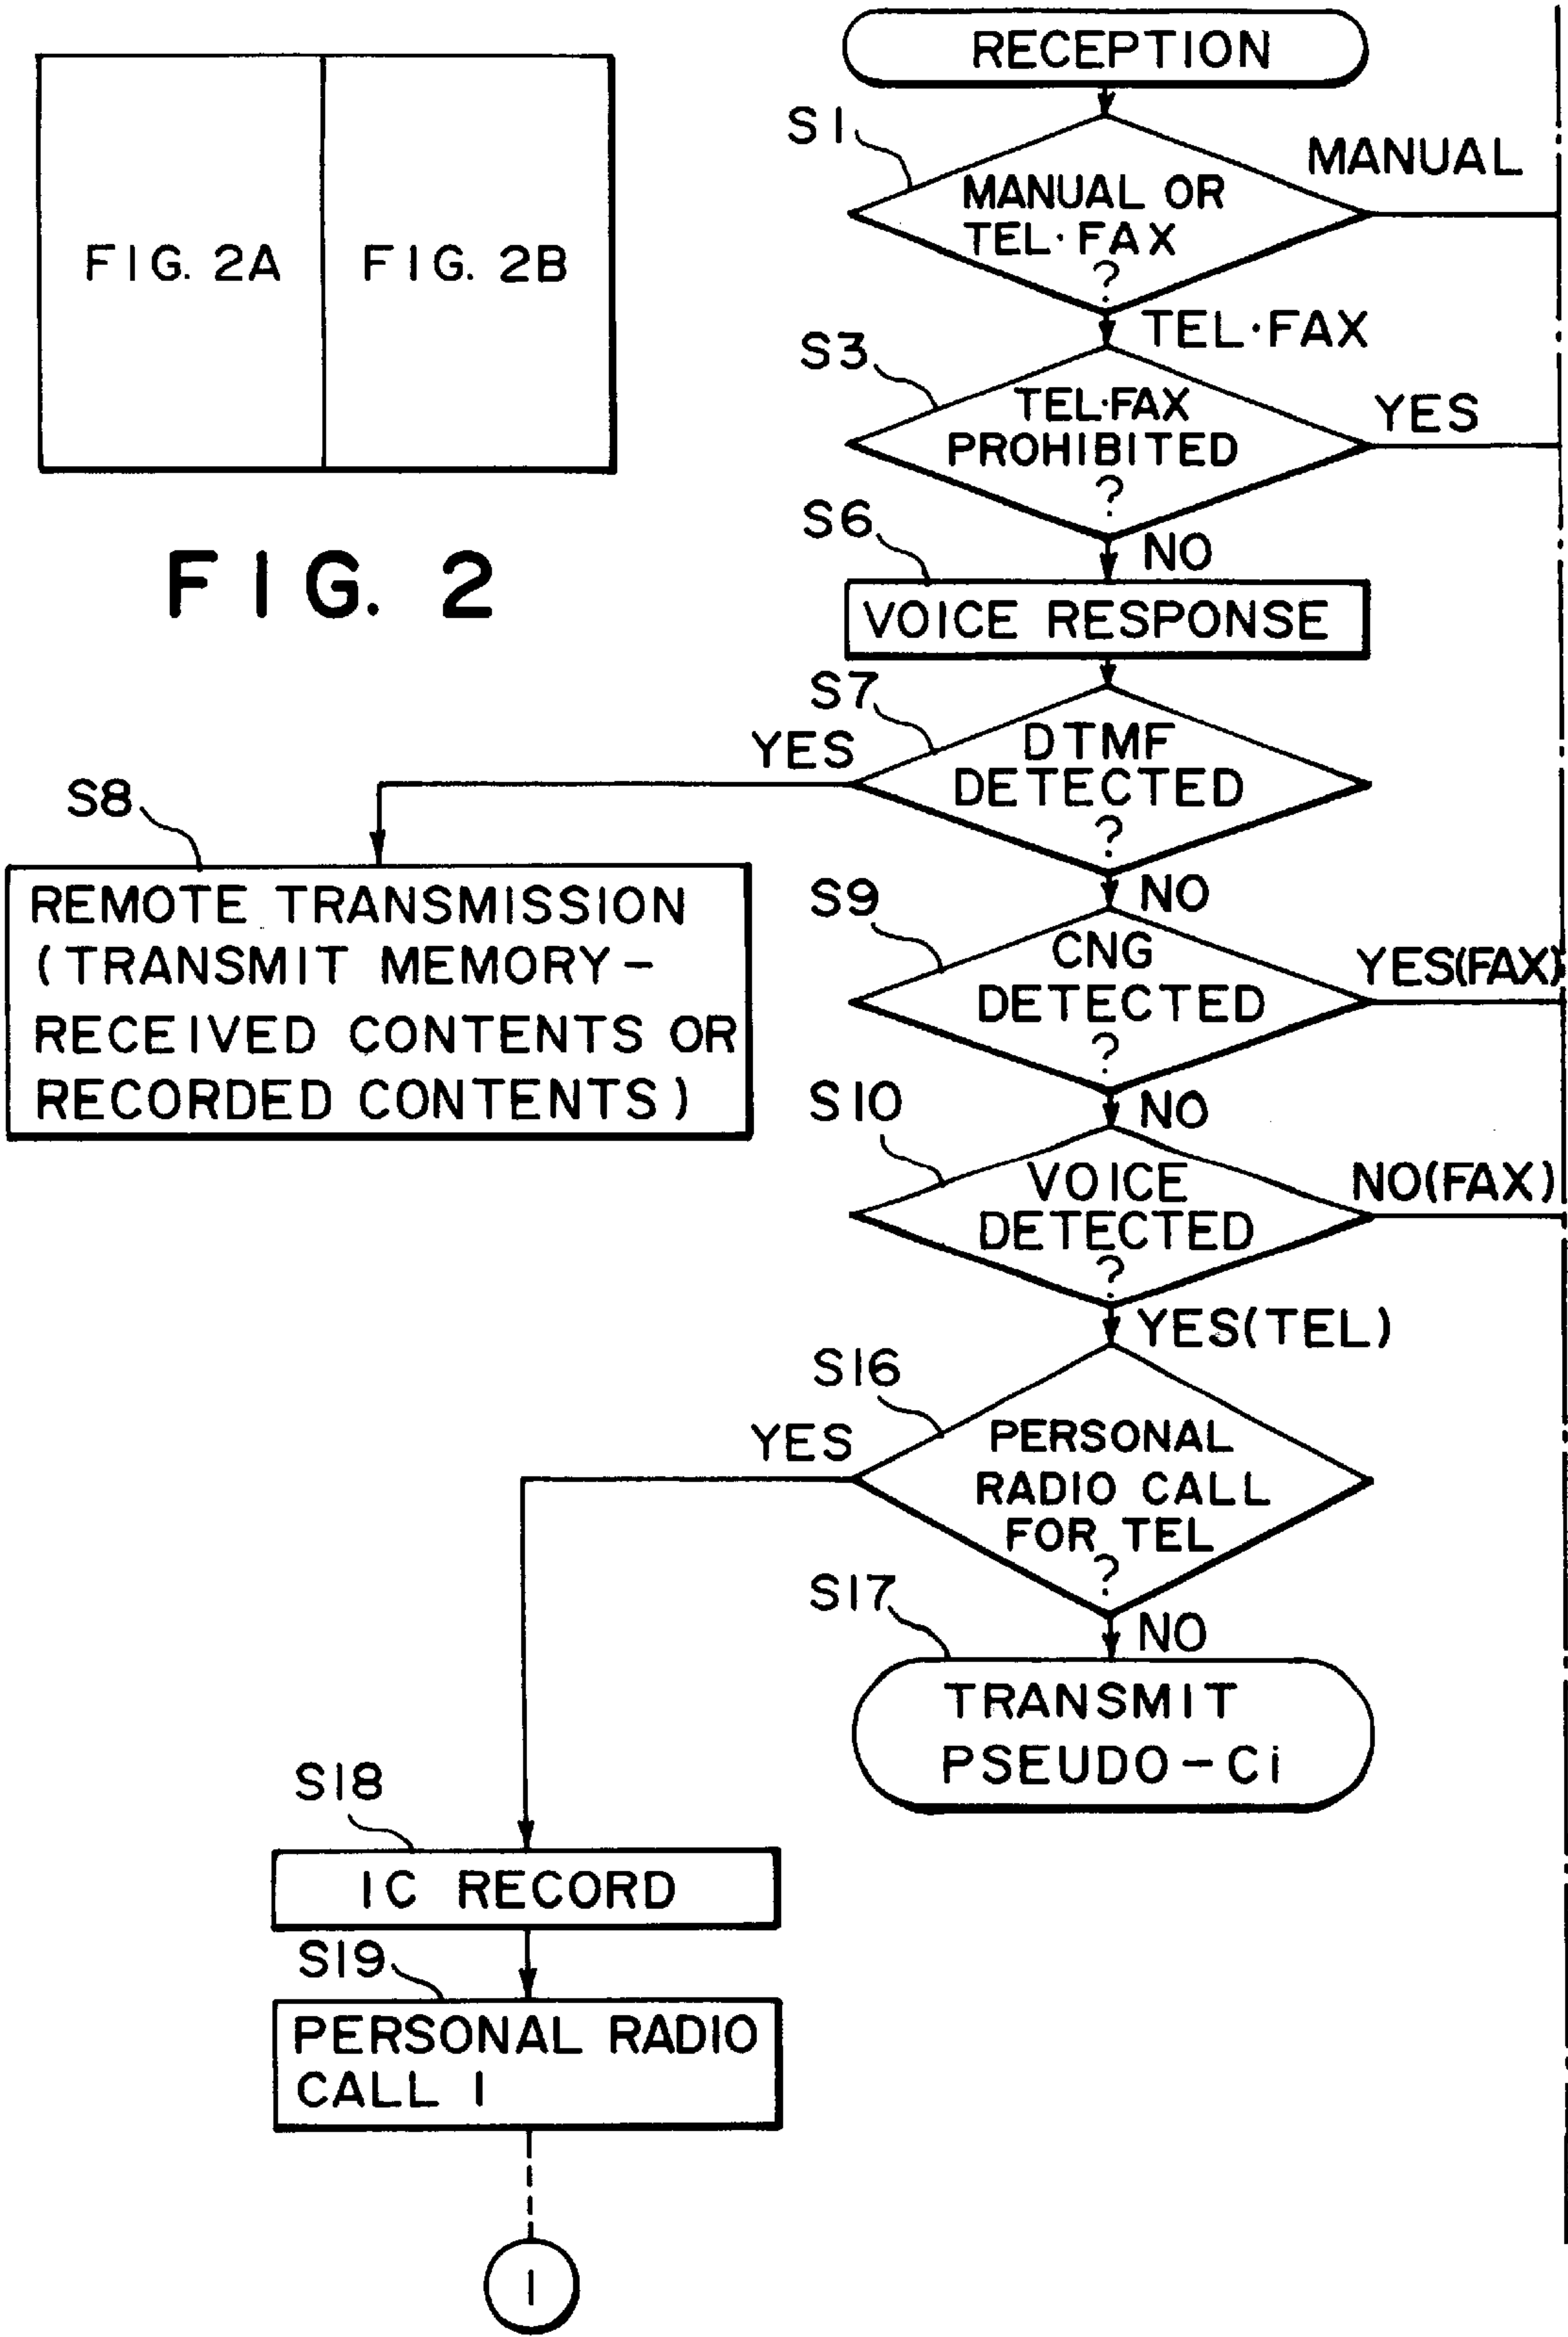 RECEPTION
S1
MANUAL
MANUAL OR
TEL·FAX
?
TEL·FAX
FIG. 2A
FIG. 2B
S3
TEL·FAX
PROHIBITED
?
YES
NO
FIG. 2
S6
VOICE RESPONSE
S7
DTMF
DETECTED
?
YES
NO
S8
REMOTE TRANSMISSION
(TRANSMIT MEMORY-
RECEIVED CONTENTS OR
RECORDED CONTENTS)
S9
CNG
DETECTED
?
YES(FAX)
NO
S10
VOICE
DETECTED
?
NO(FAX)
YES(TEL)
S16
PERSONAL
RADIO CALL
FOR TEL
?
YES
NO
S17
TRANSMIT
PSEUDO-Ci
S18
IC RECORD
S19
PERSONAL RADIO
CALL 1
1